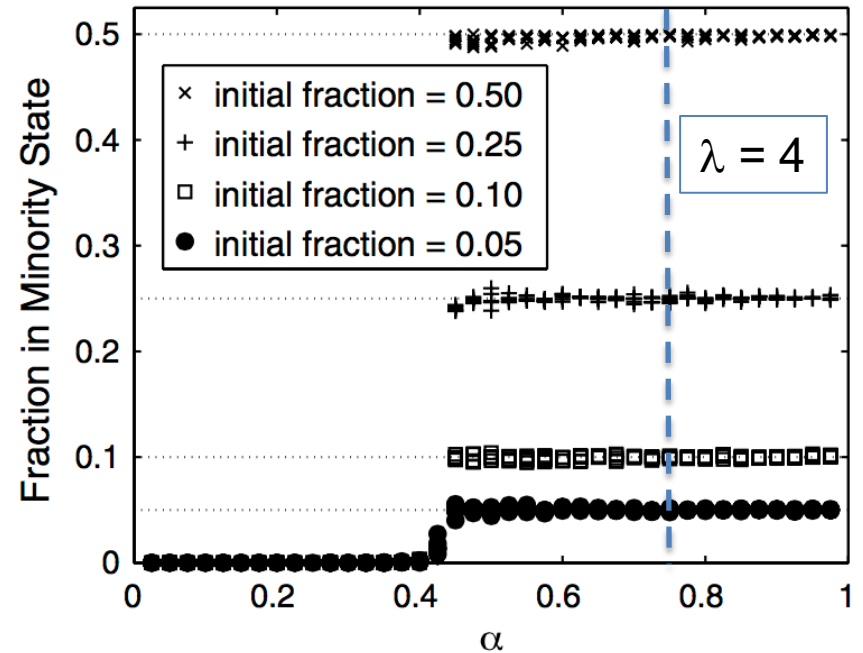 0.5
0.4
0.3
0.2
0.1
0
Fraction in Minority State
× initial fraction = 0.50
+ initial fraction = 0.25
□ initial fraction = 0.10
● initial fraction = 0.05
λ = 4
0 0.2 0.4 0.6 0.8 1
α